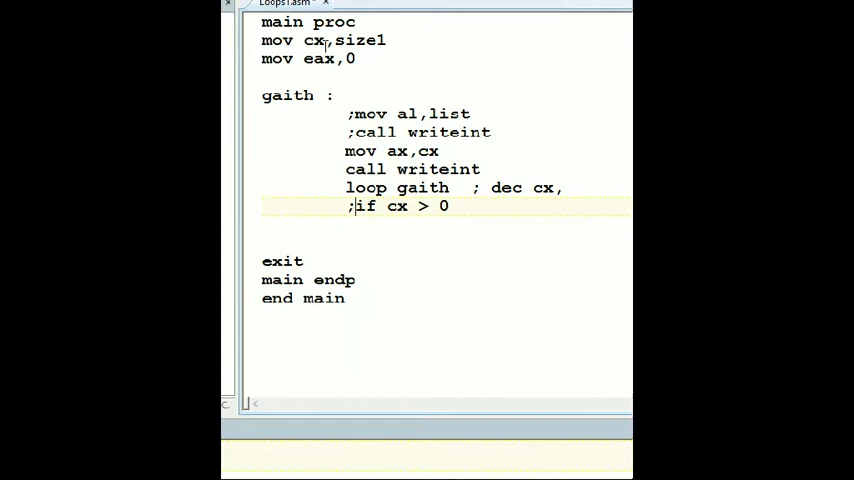 Loops1.asm*
main proc
mov cx,size1
mov eax,0
gaith :
;mov al,list
;call writeint
mov ax,cx
call writeint
loop gaith ; dec cx,
;if cx > 0
exit
main endp
end main
C.